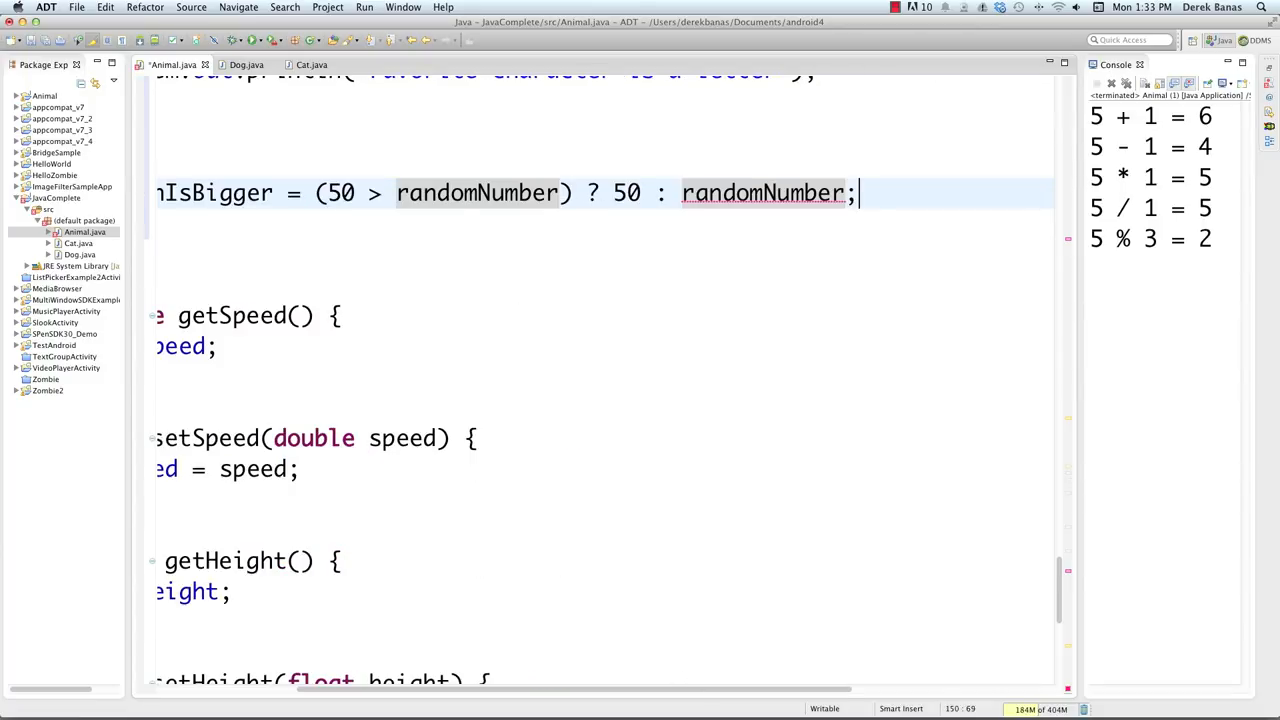 ADT File Edit Refactor Source Navigate Search Project Run Window Help 10 Mon 1:33 PM Derek Banas
Java – JavaComplete/src/Animal.java – ADT – /Users/derekbanas/Documents/android4
Quick Access Java DDMS
Package Exp
*Animal.java Dog.java Cat.java
Console
<terminated> Animal (1) [Java Application] /S
Animal
appcompat_v7
appcompat_v7_2
appcompat_v7_3
appcompat_v7_4
BridgeSample
HelloWorld
HelloZombie
ImageFilterSampleApp
JavaComplete
src
(default package)
Animal.java
Cat.java
Dog.java
JRE System Library [Ja
ListPickerExample2Activi
MediaBrowser
MultiWindowSDKExampl
MusicPlayerActivity
SlookActivity
SPenSDK30_Demo
TestAndroid
TextGroupActivity
VideoPlayerActivity
Zombie
Zombie2
nIsBigger = (50 > randomNumber) ? 50 : randomNumber;
e getSpeed() {
peed;
setSpeed(double speed) {
ed = speed;
getHeight() {
eight;
setHeight(float height) {
5 + 1 = 6
5 - 1 = 4
5 * 1 = 5
5 / 1 = 5
5 % 3 = 2
Writable Smart Insert 150 : 69 184M of 404M